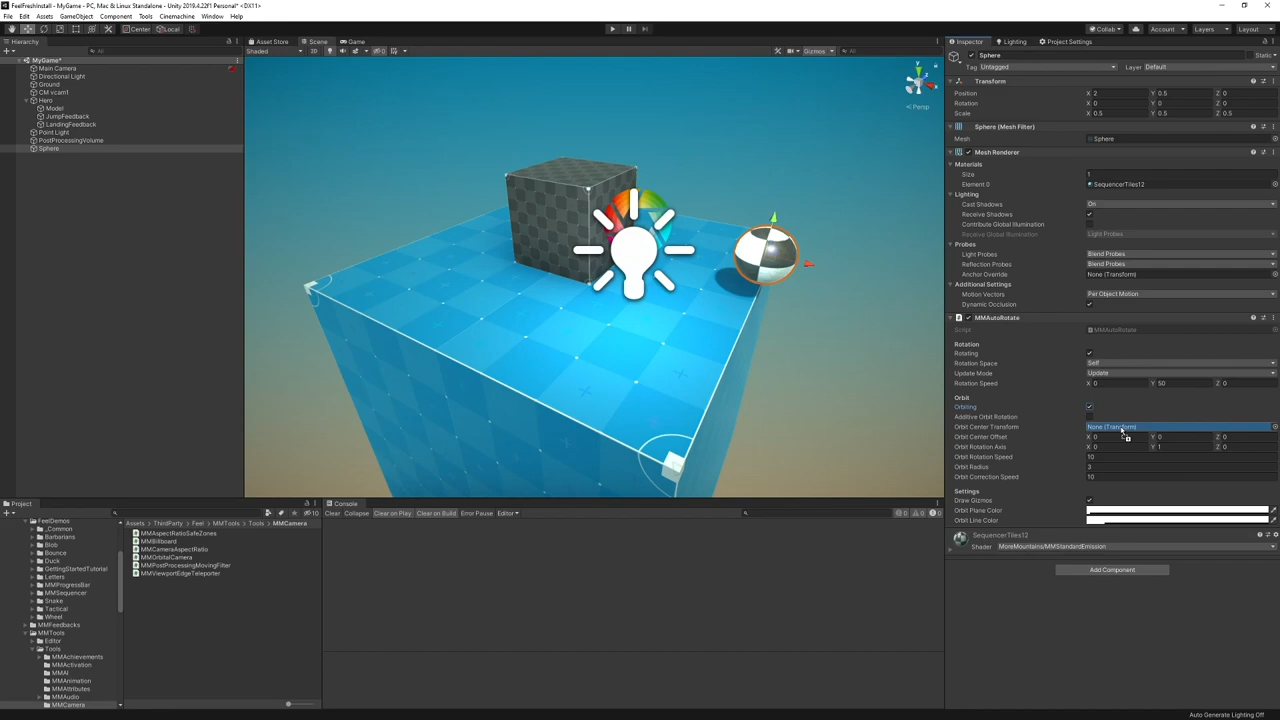 FeelFreshInstall - MyGame - PC, Mac & Linux Standalone - Unity 2019.4.22f1 Personal* <DX11>
File Edit Assets GameObject Component Tools Cinemachine Window Help
Center Local Collab Account Layers Layout
Hierarchy
All
MyGame*
Main Camera
Directional Light
Ground
CM vcam1
Hero
Model
JumpFeedback
LandingFeedback
Point Light
PostProcessingVolume
Sphere
Asset Store Scene Game
Shaded 2D 0 Gizmos All
y
x
z
Persp
Inspector Lighting Project Settings
Sphere Static
Tag Untagged Layer Default
Transform
Position X 2 Y 0.5 Z 0
Rotation X 0 Y 0 Z 0
Scale X 0.5 Y 0.5 Z 0.5
Sphere (Mesh Filter)
Mesh Sphere
Mesh Renderer
Materials
Size 1
Element 0 SequencerTiles12
Lighting
Cast Shadows On
Receive Shadows
Contribute Global Illumination
Receive Global Illumination Light Probes
Probes
Light Probes Blend Probes
Reflection Probes Blend Probes
Anchor Override None (Transform)
Additional Settings
Motion Vectors Per Object Motion
Dynamic Occlusion
MMAutoRotate
Script MMAutoRotate
Rotation
Rotating
Rotation Space Self
Update Mode Update
Rotation Speed X 0 Y 50 Z 0
Orbit
Orbiting
Additive Orbit Rotation
Orbit Center Transform None (Transform)
Orbit Center Offset X 0 Y 0 Z 0
Orbit Rotation Axis X 0 Y 1 Z 0
Orbit Rotation Speed 10
Orbit Radius 3
Orbit Correction Speed 10
Settings
Draw Gizmos
Orbit Plane Color
Orbit Line Color
SequencerTiles12
Shader MoreMountains/MMStandardEmission
Add Component
Project
10
FeelDemos
_Common
Barbarians
Blob
Bounce
Duck
GettingStartedTutorial
Letters
MMProgressBar
MMSequencer
Snake
Tactical
Wheel
MMFeedbacks
MMTools
Editor
Tools
MMAchievements
MMActivation
MMAI
MMAnimation
MMAttributes
MMAudio
MMCamera
Assets > ThirdParty > Feel > MMTools > Tools > MMCamera
MMAspectRatioSafeZones
MMBillboard
MMCameraAspectRatio
MMOrbitalCamera
MMPostProcessingMovingFilter
MMViewportEdgeTeleporter
Console
Clear Collapse Clear on Play Clear on Build Error Pause Editor 0 0 0
Auto Generate Lighting Off